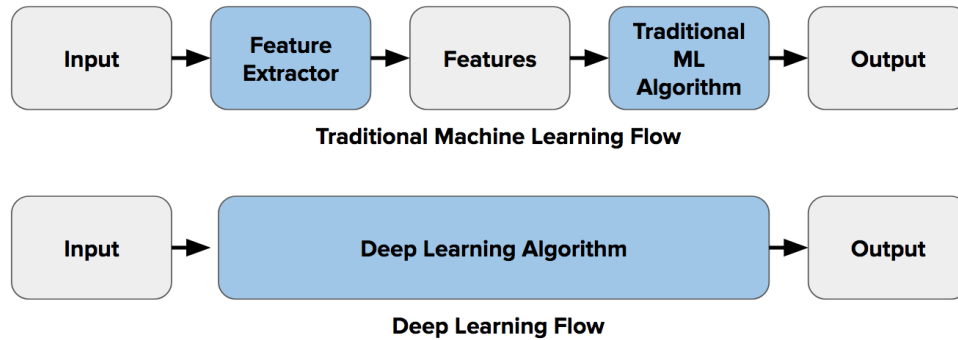 Input
Feature
Extractor
Features
Traditional
ML
Algorithm
Output
Traditional Machine Learning Flow
Input
Deep Learning Algorithm
Output
Deep Learning Flow